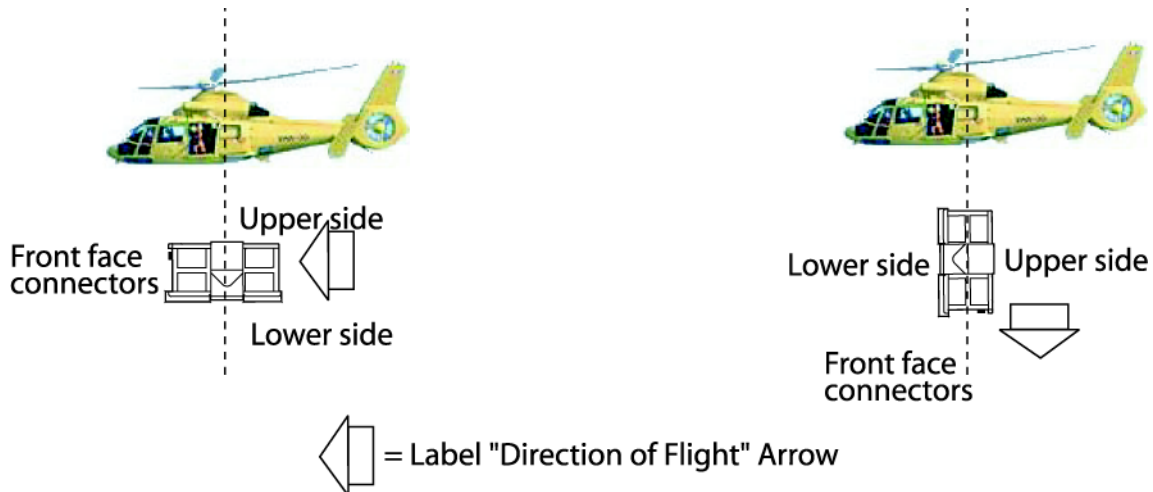 Upper side
Front face
connectors
Lower side
Lower side
Upper side
Front face
connectors
= Label "Direction of Flight" Arrow